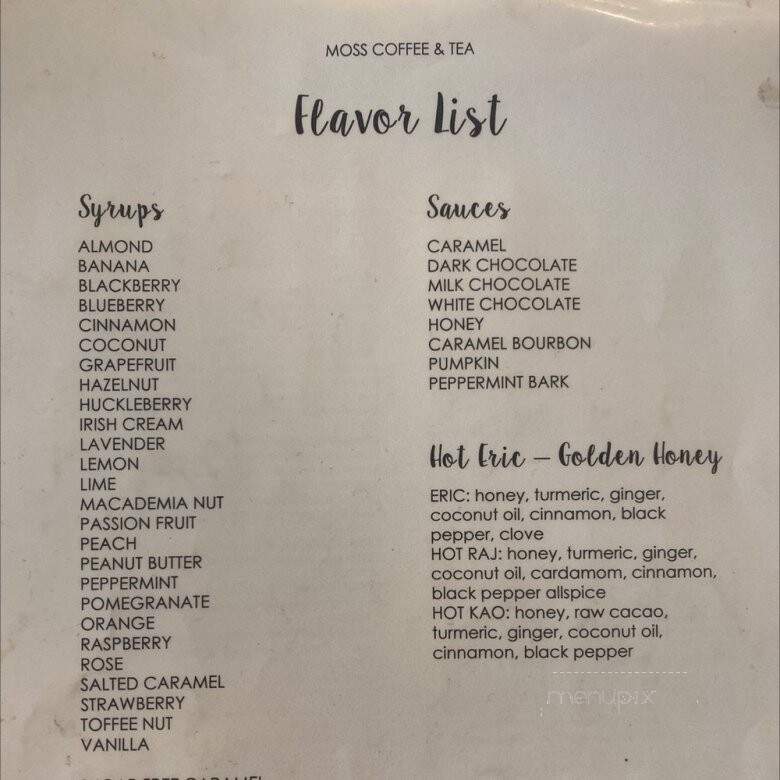 MOSS COFFEE & TEA
Flavor List
Syrups
ALMOND
BANANA
BLACKBERRY
BLUEBERRY
CINNAMON
COCONUT
GRAPEFRUIT
HAZELNUT
HUCKLEBERRY
IRISH CREAM
LAVENDER
LEMON
LIME
MACADEMIA NUT
PASSION FRUIT
PEACH
PEANUT BUTTER
PEPPERMINT
POMEGRANATE
ORANGE
RASPBERRY
ROSE
SALTED CARAMEL
STRAWBERRY
TOFFEE NUT
VANILLA
Sauces
CARAMEL
DARK CHOCOLATE
MILK CHOCOLATE
WHITE CHOCOLATE
HONEY
CARAMEL BOURBON
PUMPKIN
PEPPERMINT BARK
Hot Eric – Golden Honey
ERIC: honey, turmeric, ginger,
coconut oil, cinnamon, black
pepper, clove
HOT RAJ: honey, turmeric, ginger,
coconut oil, cardamom, cinnamon,
black pepper allspice
HOT KAO: honey, raw cacao,
turmeric, ginger, coconut oil,
cinnamon, black pepper
menupix